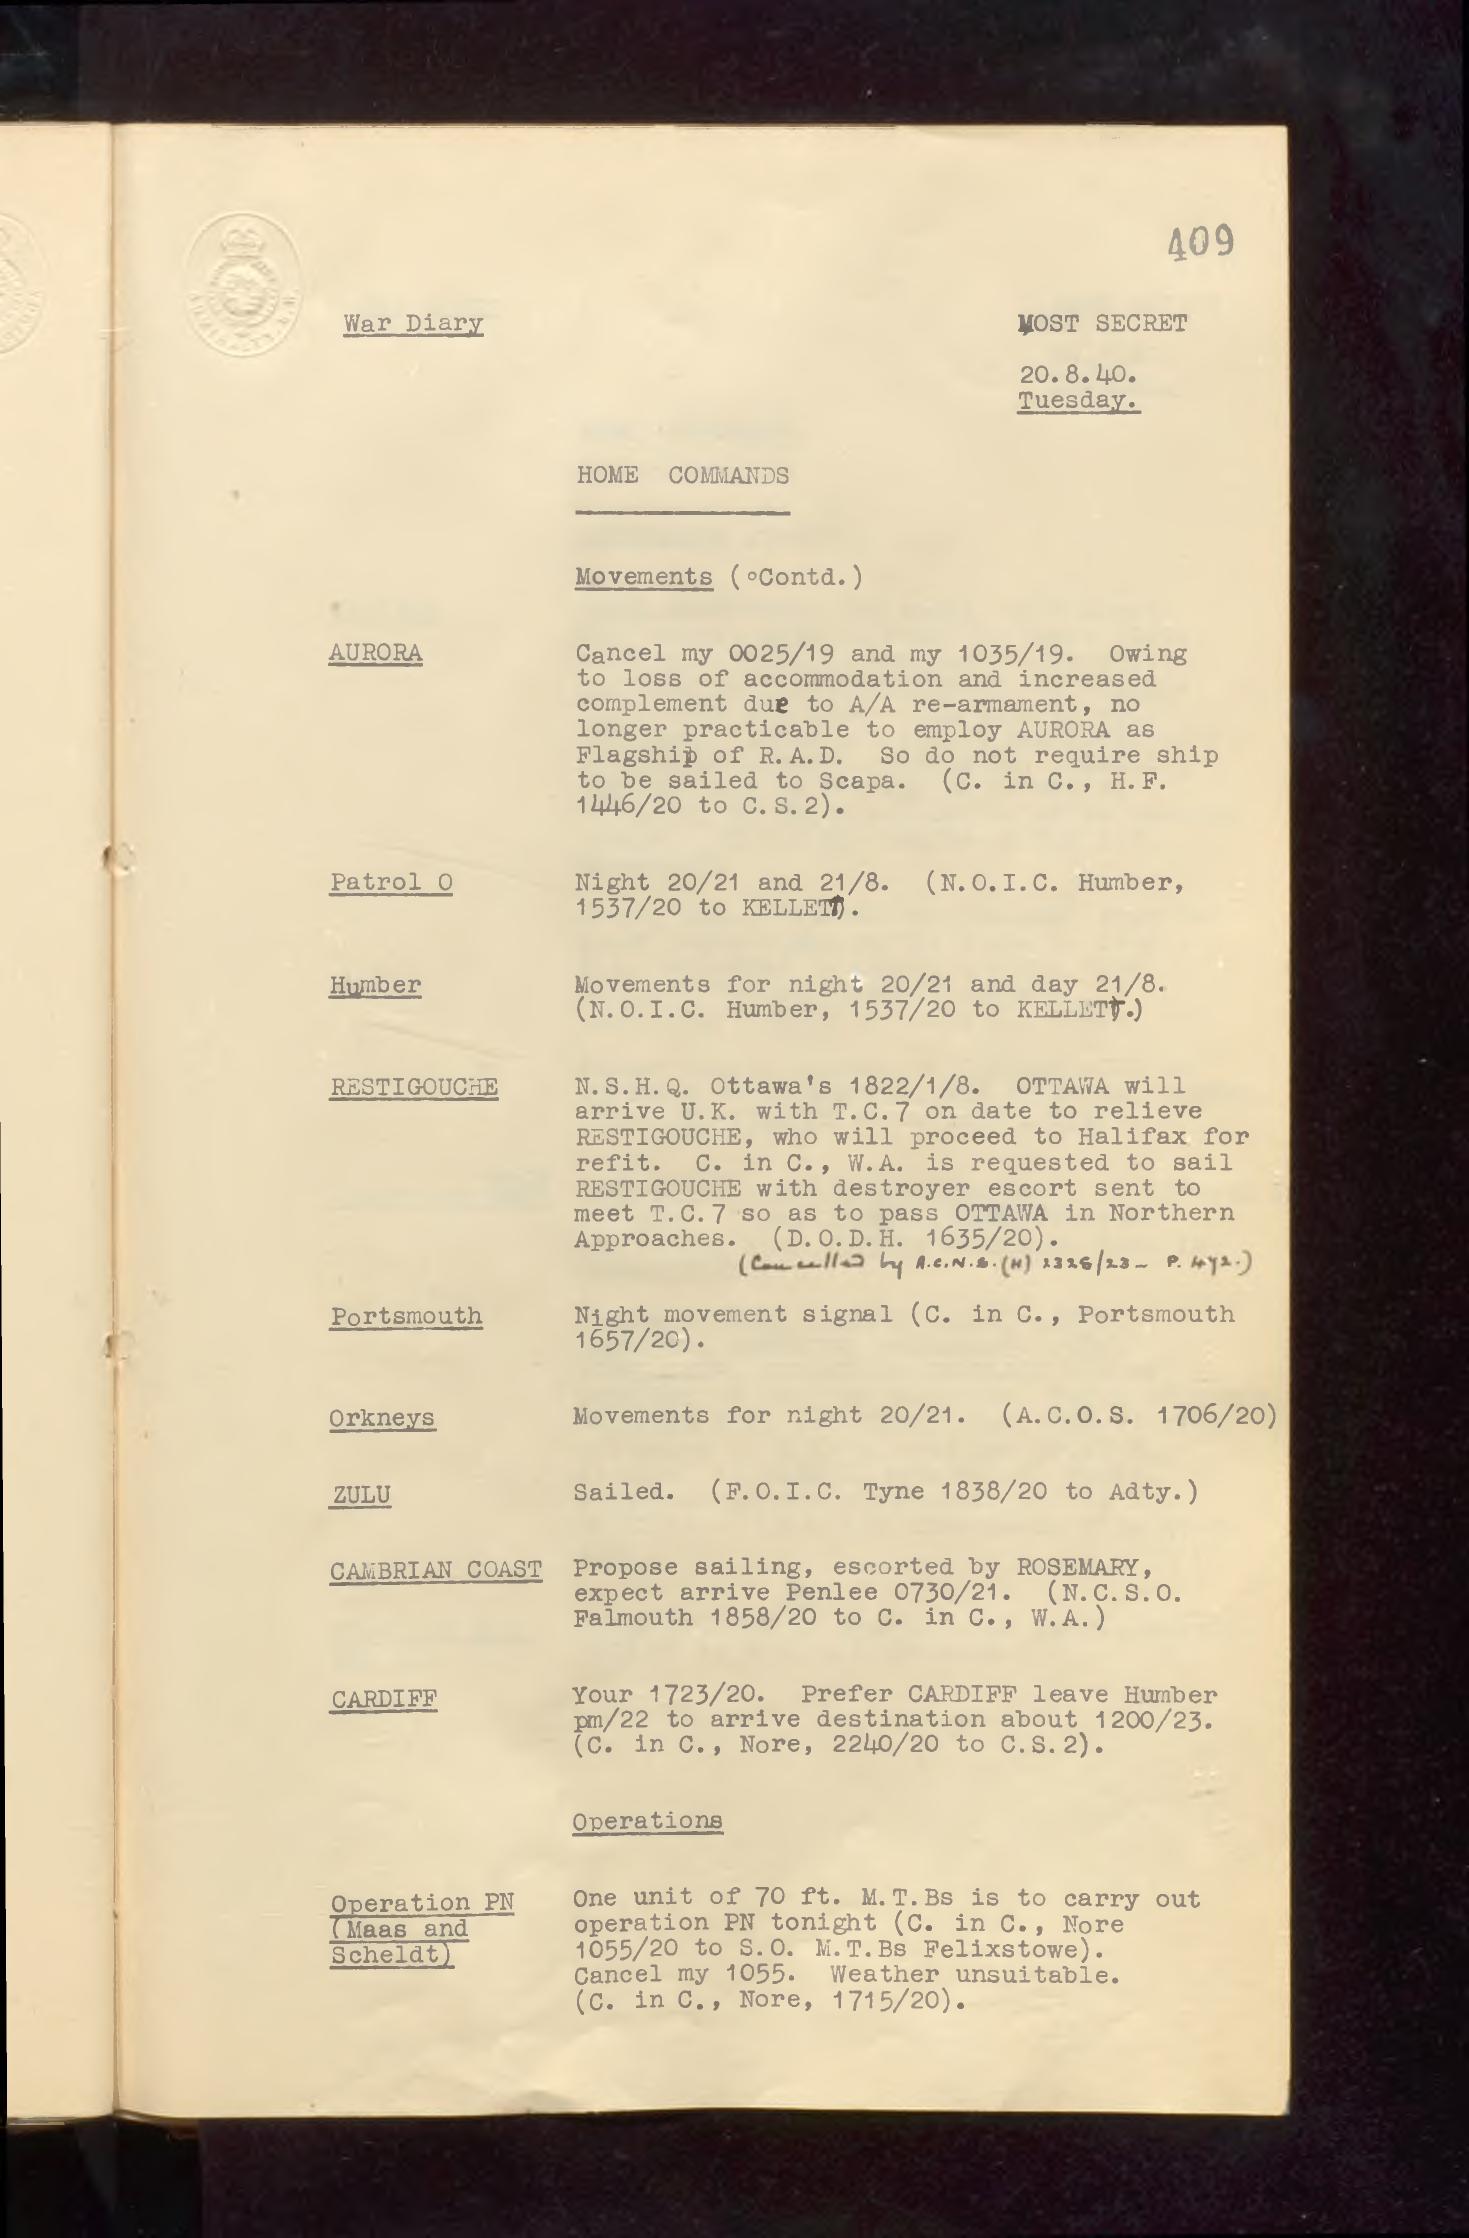 409
War Diary
MOST SECRET
20.8.40.
Tuesday.
HOME COMMANDS
Movements (°Contd.)
AURORA
Cancel my 0025/19 and my 1035/19. Owing
to loss of accommodation and increased
complement due to A/A re-armament, no
longer practicable to employ AURORA as
Flagship of R.A.D. So do not require ship
to be sailed to Scapa. (C. in C., H.F.
1446/20 to C.S.2).
Patrol O
Night 20/21 and 21/8. (N.O.I.C. Humber,
1537/20 to KELLETT).
Humber
Movements for night 20/21 and day 21/8.
(N.O.I.C. Humber, 1537/20 to KELLETT.)
RESTIGOUCHE
N.S.H.Q. Ottawa's 1822/1/8. OTTAWA will
arrive U.K. with T.C.7 on date to relieve
RESTIGOUCHE, who will proceed to Halifax for
refit. C. in C., W.A. is requested to sail
RESTIGOUCHE with destroyer escort sent to
meet T.C.7 so as to pass OTTAWA in Northern
Approaches. (D.O.D.H. 1635/20).
(Cancelled by A.C.N.S.(H) 2326/23 - P. 472.)
Portsmouth
Night movement signal (C. in C., Portsmouth
1657/20).
Orkneys
Movements for night 20/21. (A.C.O.S. 1706/20)
ZULU
Sailed. (F.O.I.C. Tyne 1838/20 to Adty.)
CAMBRIAN COAST
Propose sailing, escorted by ROSEMARY,
expect arrive Penlee 0730/21. (N.C.S.O.
Falmouth 1858/20 to C. in C., W.A.)
CARDIFF
Your 1723/20. Prefer CARDIFF leave Humber
pm/22 to arrive destination about 1200/23.
(C. in C., Nore, 2240/20 to C.S.2).
Operations
Operation PN
(Maas and
Scheldt)
One unit of 70 ft. M.T.Bs is to carry out
operation PN tonight (C. in C., Nore
1055/20 to S.O. M.T.Bs Felixstowe).
Cancel my 1055. Weather unsuitable.
(C. in C., Nore, 1715/20).